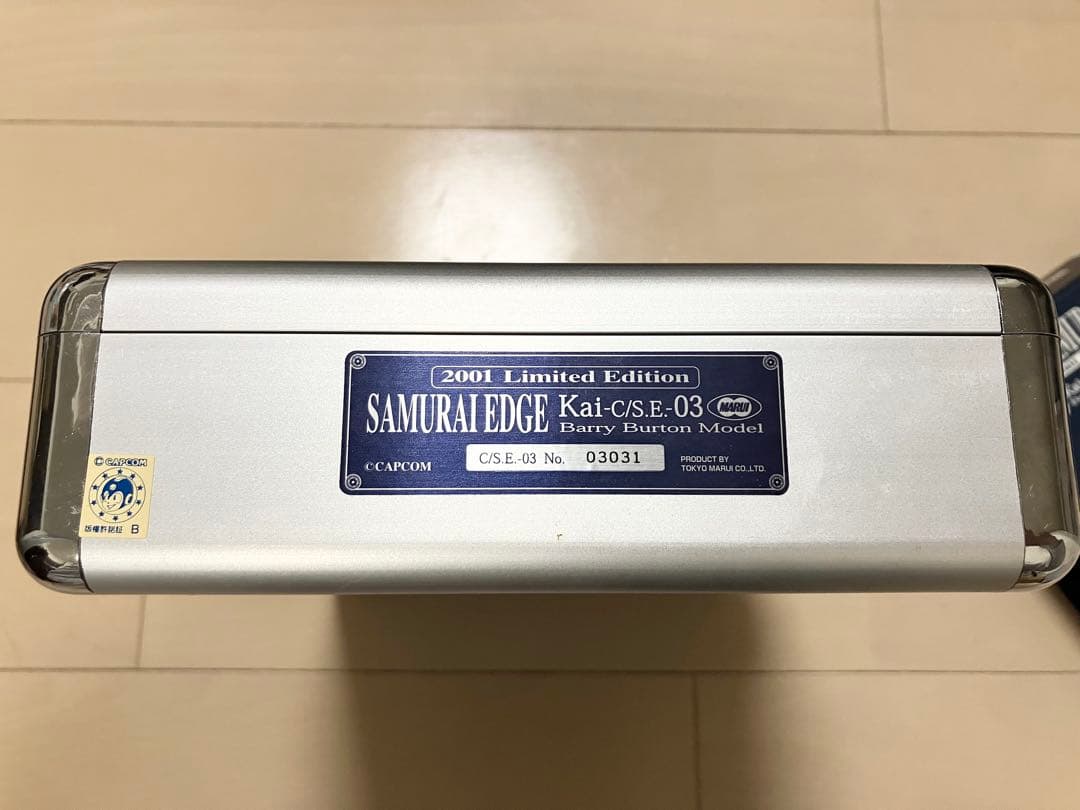 2001 Limited Edition
SAMURAI EDGE Kai-C/S.E.-03 MARUI
Barry Burton Model
C/S.E.-03 No. 03031
©CAPCOM
PRODUCT BY
TOKYO MARUI CO.,LTD.
©CAPCOM
版権許諾証 B